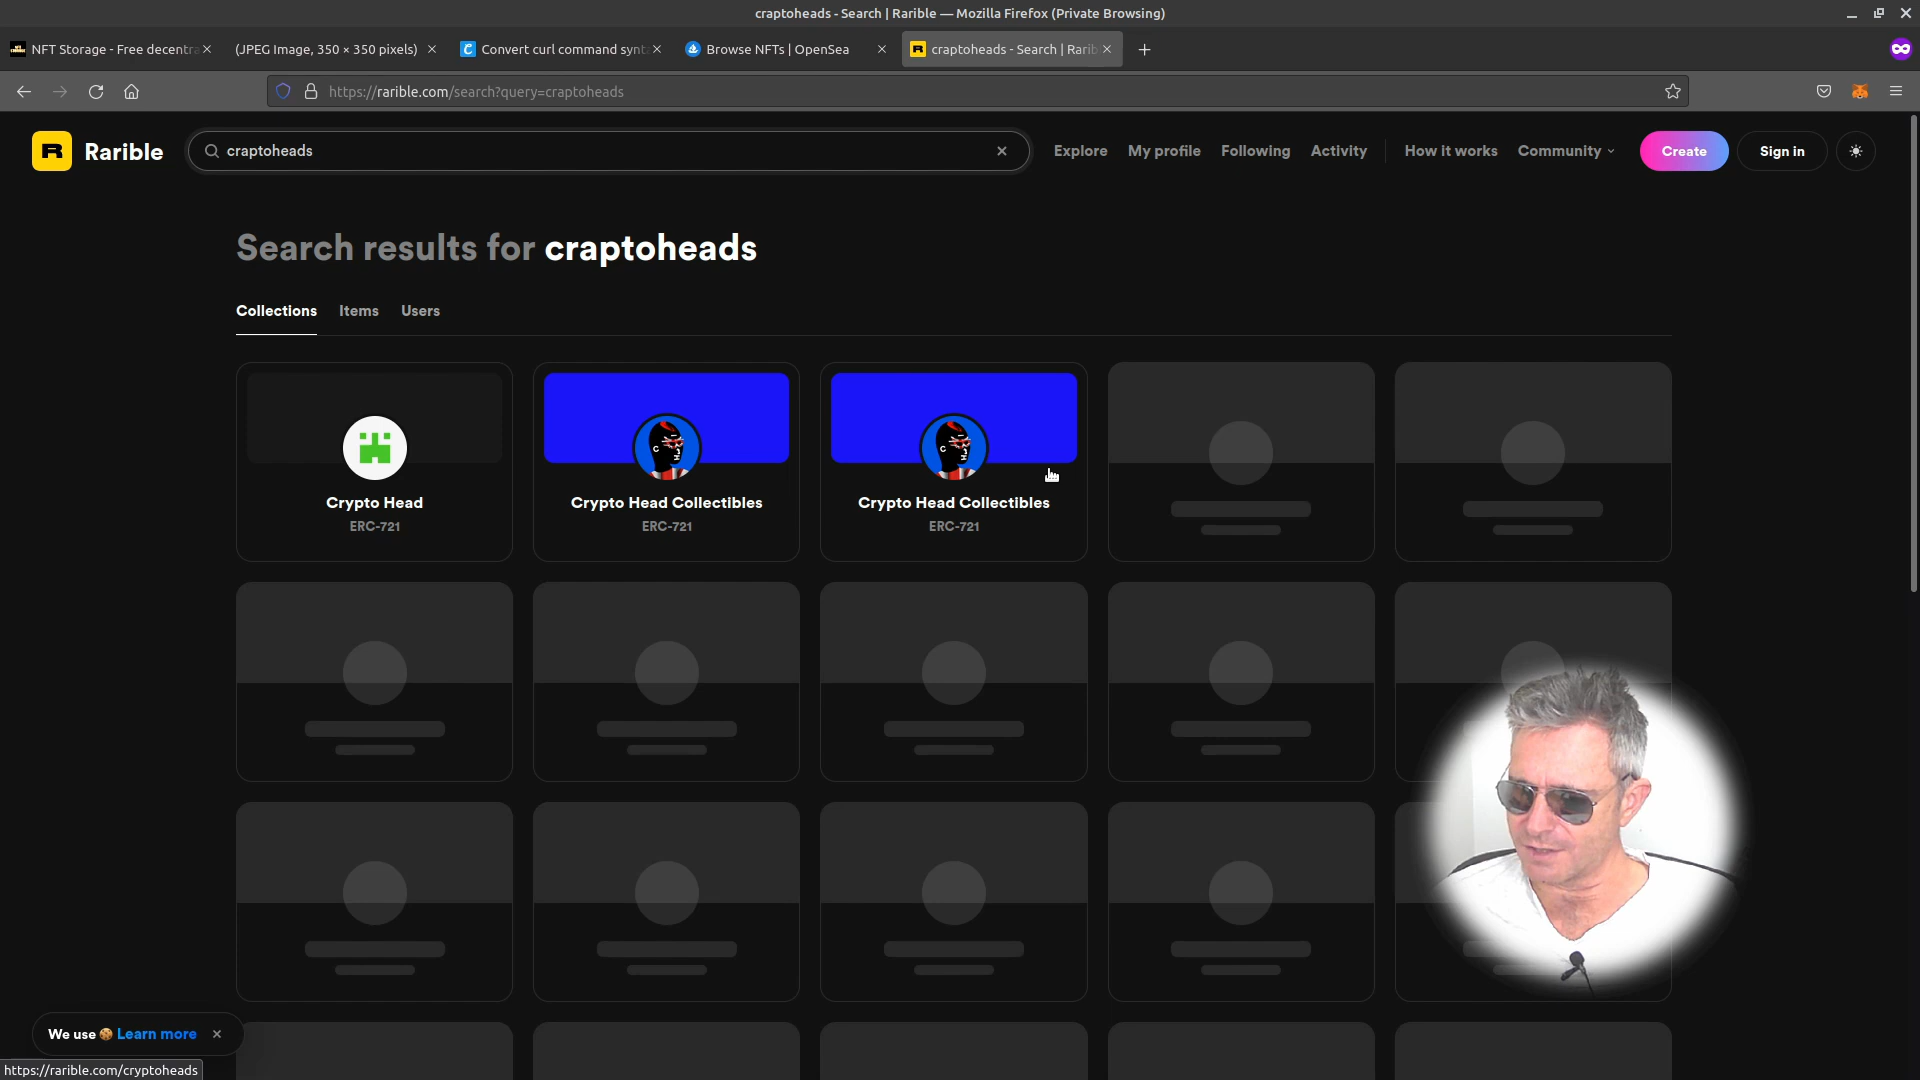 craptoheads - Search | Rarible — Mozilla Firefox (Private Browsing)
NFT Storage - Free decentra
(JPEG Image, 350 × 350 pixels)
Convert curl command synta
Browse NFTs | OpenSea
craptoheads - Search | Rarib
https://rarible.com/search?query=craptoheads
Rarible
craptoheads
Explore
My profile
Following
Activity
How it works
Community
Create
Sign in
Search results for craptoheads
Collections
Items
Users
Crypto Head
ERC-721
Crypto Head Collectibles
ERC-721
Crypto Head Collectibles
ERC-721
We use 🍪 Learn more
https://rarible.com/cryptoheads